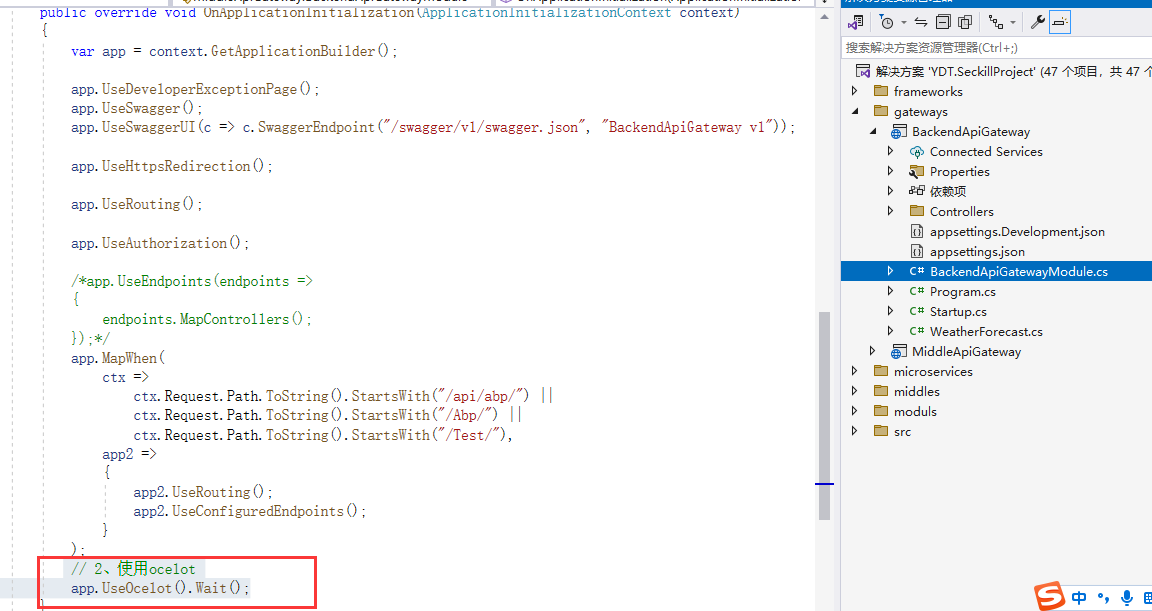 public override void OnApplicationInitialization(ApplicationInitializationContext context)
{
var app = context.GetApplicationBuilder();
app.UseDeveloperExceptionPage();
app.UseSwagger();
app.UseSwaggerUI(c => c.SwaggerEndpoint("/swagger/v1/swagger.json", "BackendApiGateway v1"));
app.UseHttpsRedirection();
app.UseRouting();
app.UseAuthorization();
/*app.UseEndpoints(endpoints =>
{
endpoints.MapControllers();
});*/
app.MapWhen(
ctx =>
ctx.Request.Path.ToString().StartsWith("/api/abp/") ||
ctx.Request.Path.ToString().StartsWith("/Abp/") ||
ctx.Request.Path.ToString().StartsWith("/Test/"),
app2 =>
{
app2.UseRouting();
app2.UseConfiguredEndpoints();
}
);
// 2、使用ocelot
app.UseOcelot().Wait();
搜索解决方案资源管理器(Ctrl+;)
解决方案 'YDT.SeckillProject' (47 个项目，共 47 个
frameworks
gateways
BackendApiGateway
Connected Services
Properties
依赖项
Controllers
appsettings.Development.json
appsettings.json
C# BackendApiGatewayModule.cs
C# Program.cs
C# Startup.cs
C# WeatherForecast.cs
MiddleApiGateway
microservices
middles
moduls
src
S 中